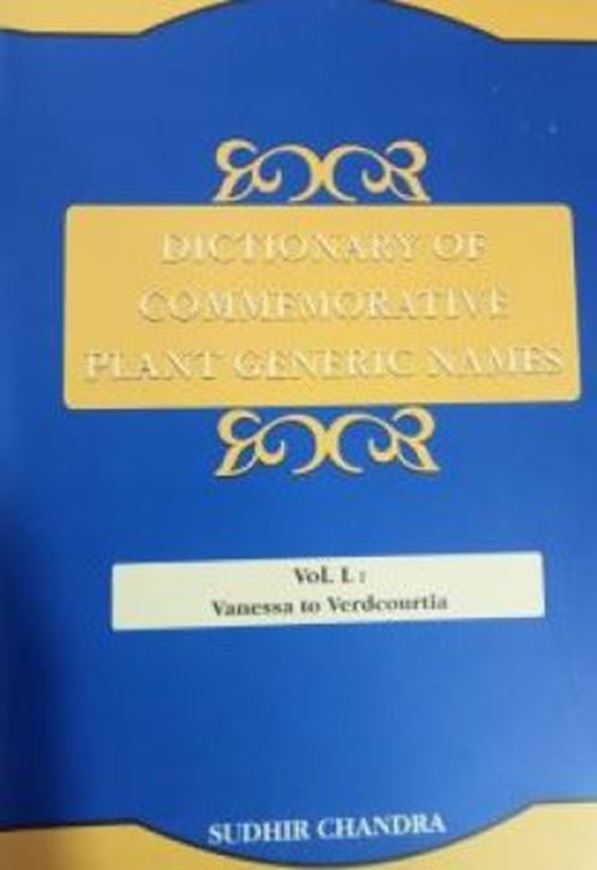 DICTIONARY OF
COMMEMORATIVE
PLANT GENERIC NAMES
Vol. L :
Vanessa to Verdcourtia
SUDHIR CHANDRA